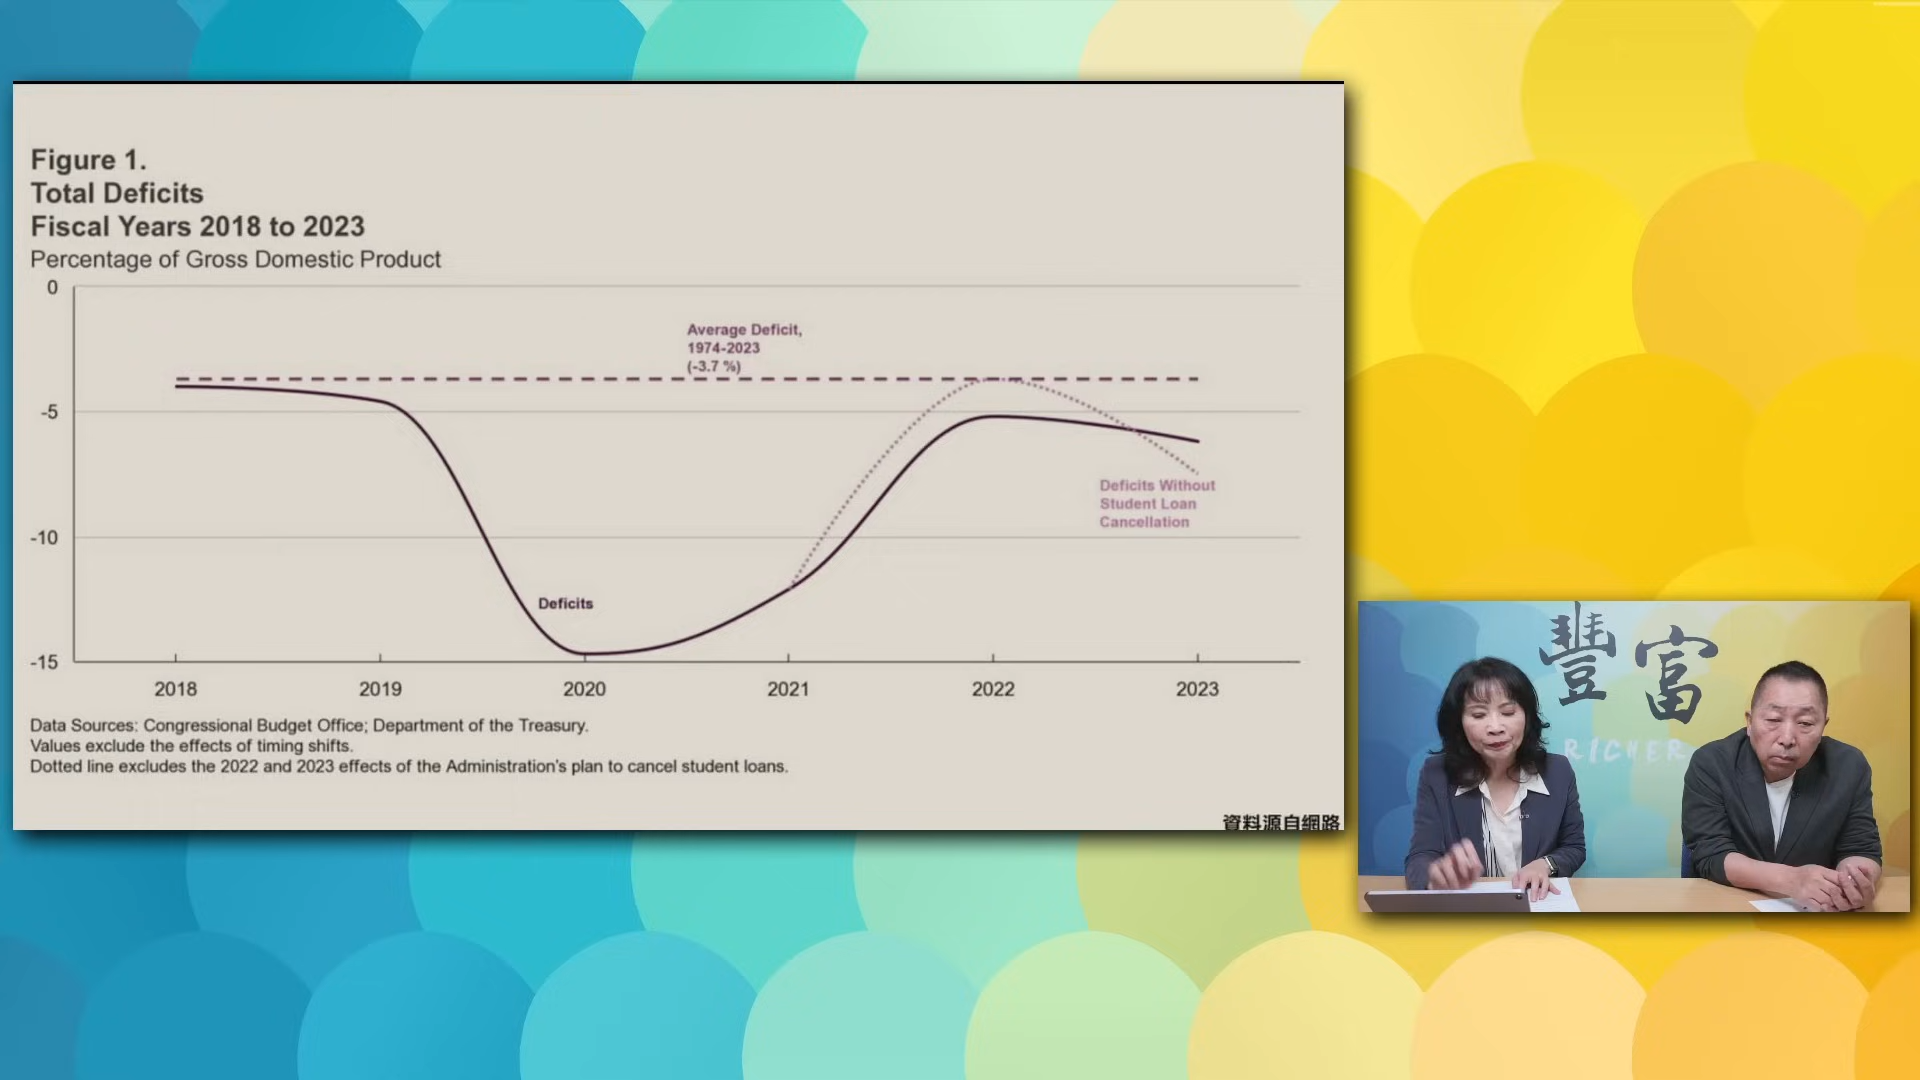 Figure 1.
Total Deficits
Fiscal Years 2018 to 2023
Percentage of Gross Domestic Product
0
-5
-10
-15
Average Deficit,
1974-2023
(-3.7 %)
Deficits Without
Student Loan
Cancellation
Deficits
2018 2019 2020 2021 2022 2023
Data Sources: Congressional Budget Office; Department of the Treasury.
Values exclude the effects of timing shifts.
Dotted line excludes the 2022 and 2023 effects of the Administration's plan to cancel student loans.
資料源自網路
豐富
RICHER